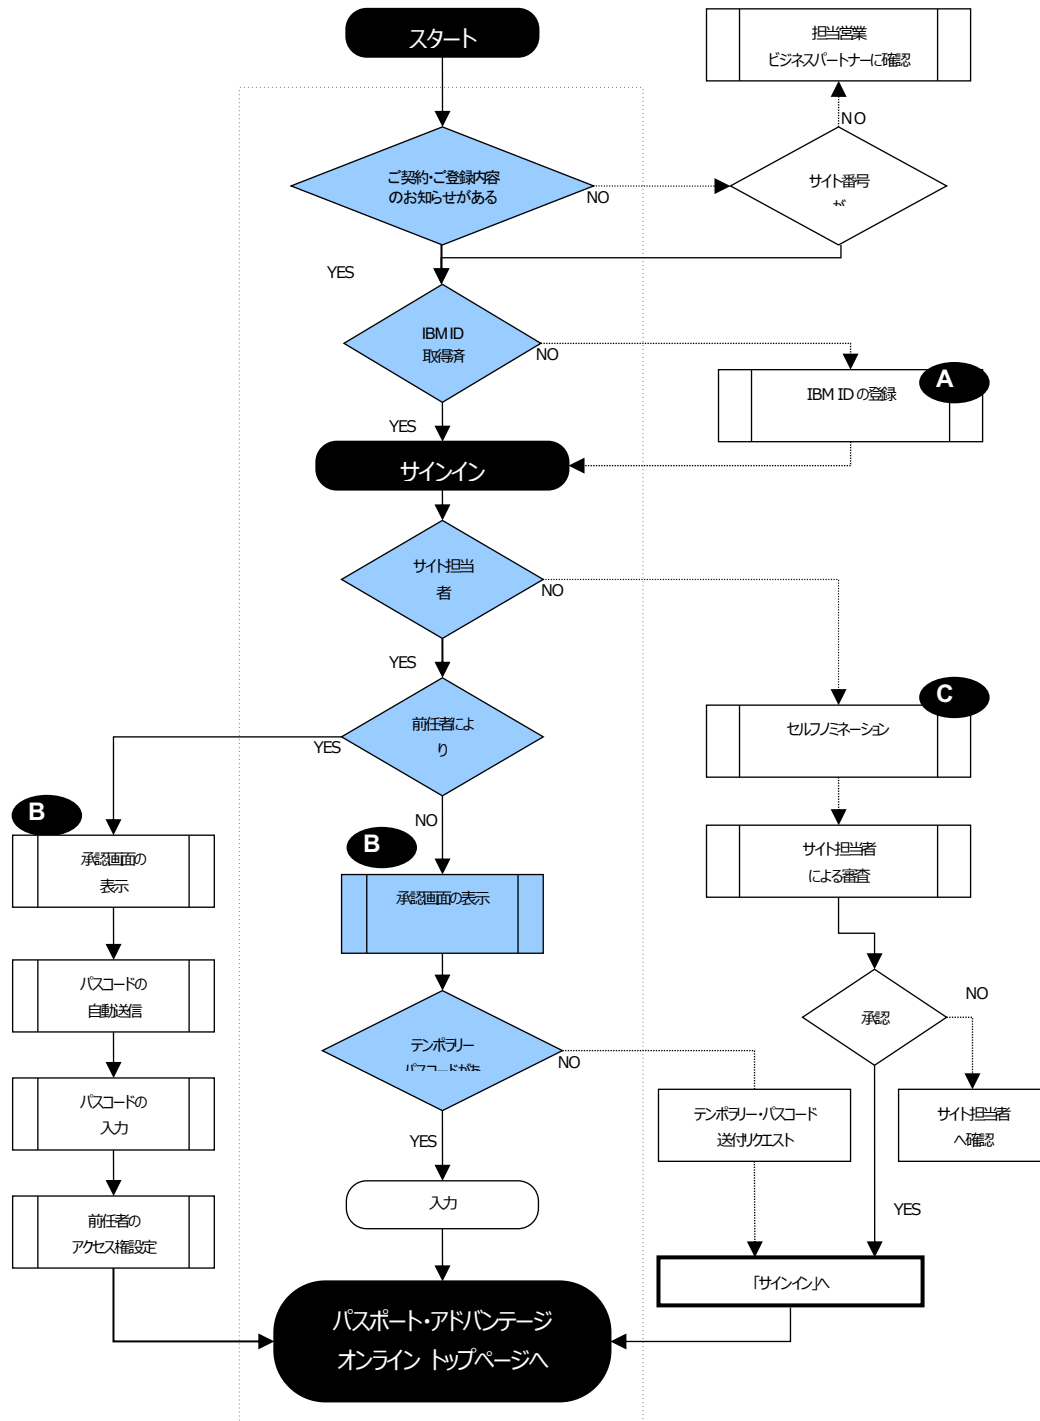 スタート
担当営業
ビジネスパートナーに確認
NO
ご契約・ご登録内容
のお知らせがある
NO
サイト番号
が
YES
IBM ID
取得済
NO
A
IBM ID の登録
YES
サインイン
サイト担当
者
NO
YES
C
前任者によ
り
YES
セルフノミネーション
B
NO
B
承認画面の
表示
承認画面の表示
サイト担当者
による審査
パスコードの
自動送信
テンポラリー
パスコードがあ
NO
承認
NO
パスコードの
入力
YES
テンポラリー・パスコード
送付リクエスト
サイト担当者
へ確認
入力
YES
前任者の
アクセス権設定
「サインイン」へ
パスポート・アドバンテージ
オンライン トップページへ